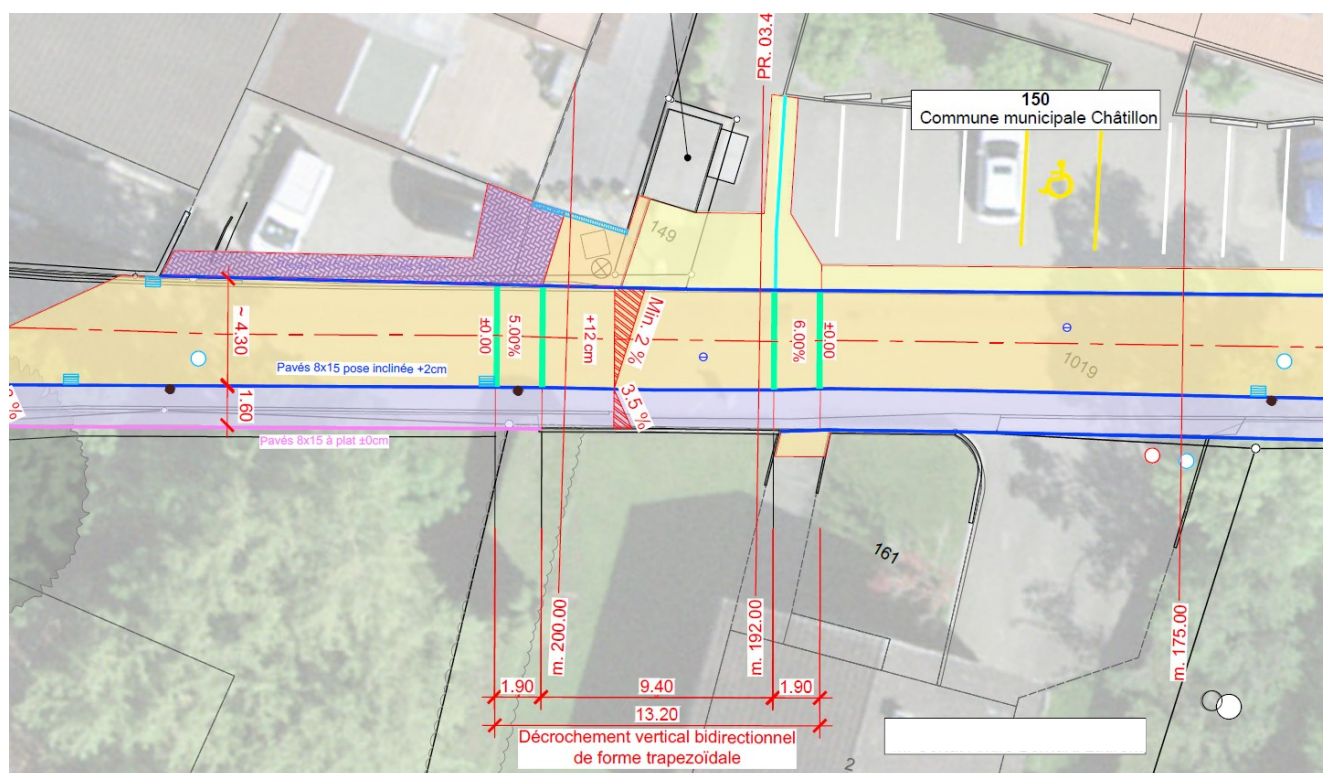 PR. 03.4
150
Commune municipale Châtillon
149
~ 4.30
±0.00
5.00%
+12 cm
Min. 2 %
6.00%
±0.00
1019
Pavés 8x15 pose inclinée +2cm
1.60
3.5 %
%
Pavés 8x15 à plat ±0cm
161
m. 200.00
m. 192.00
m. 175.00
1.90
9.40
1.90
13.20
Décrochement vertical bidirectionnel
de forme trapezoïdale
2